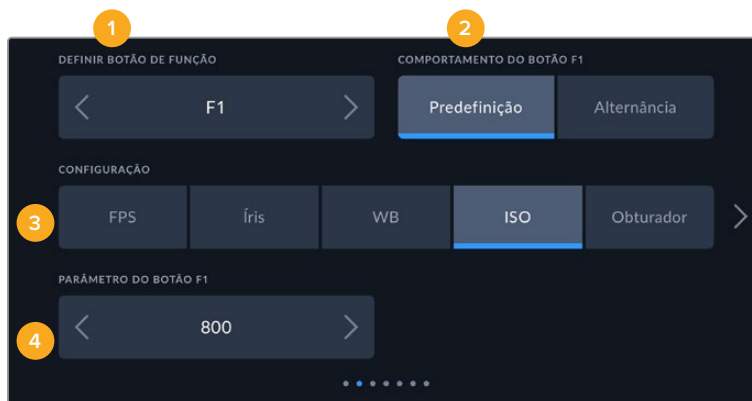 1
2
DEFINIR BOTÃO DE FUNÇÃO
COMPORTAMENTO DO BOTÃO F1
F1
Predefinição
Alternância
CONFIGURAÇÃO
3
FPS
Íris
WB
ISO
Obturador
PARÂMETRO DO BOTÃO F1
4
800